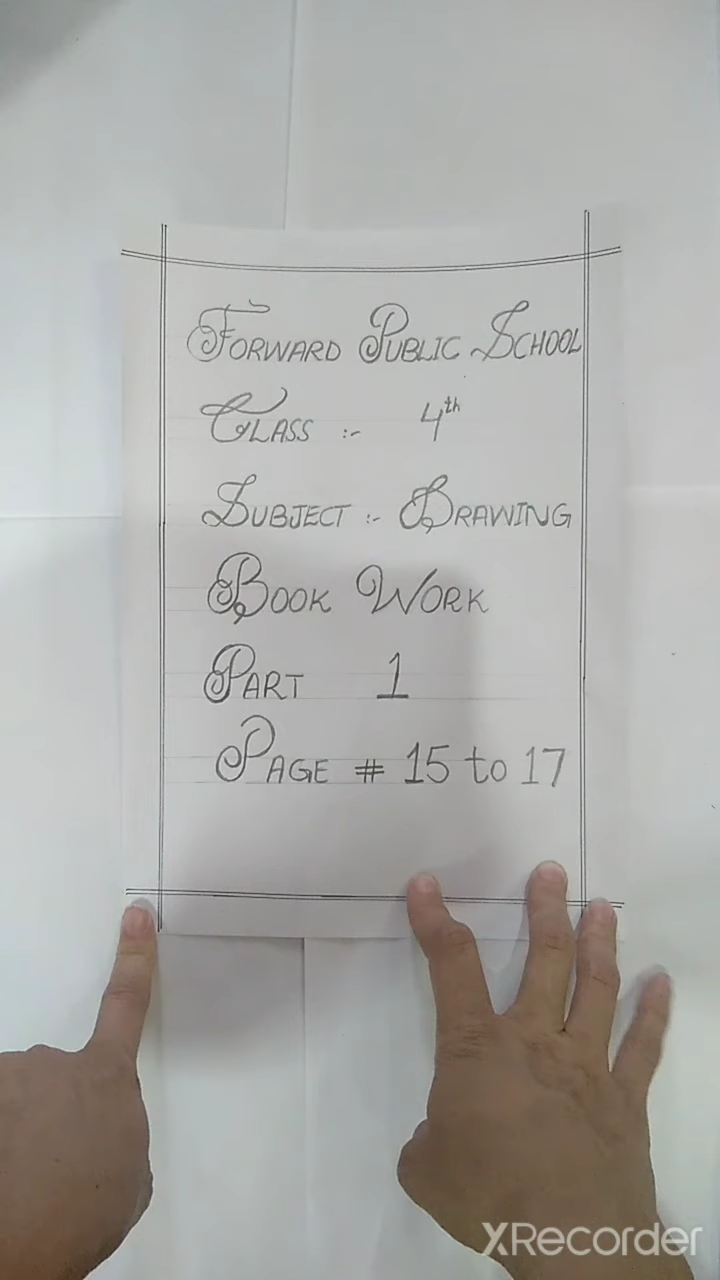 FORWARD PUBLIC SCHOOL
CLASS :- 4th
SUBJECT :- DRAWING
BOOK WORK
PART 1
PAGE # 15 to 17
XRecorder